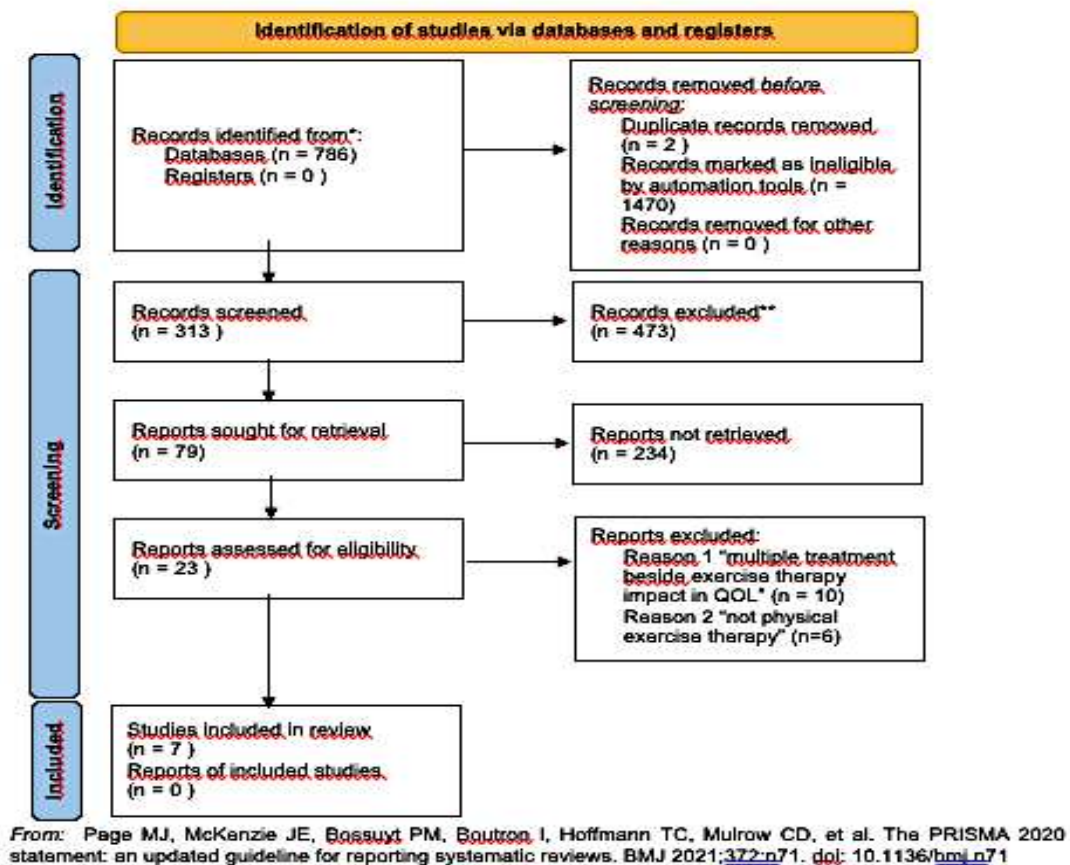 Identification of studies via databases and registers
Identification
Records identified from*:
Databases (n = 786)
Registers (n = 0 )
Records removed before
screening:
Duplicate records removed
(n = 2 )
Records marked as ineligible
by automation tools (n =
1470)
Records removed for other
reasons (n = 0 )
Screening
Records screened
(n = 313 )
Records excluded**
(n = 473)
Reports sought for retrieval
(n = 79)
Reports not retrieved
(n = 234)
Reports assessed for eligibility
(n = 23 )
Reports excluded:
Reason 1 "multiple treatment
beside exercise therapy
impact in QOL" (n = 10)
Reason 2 "not physical
exercise therapy" (n=6)
Included
Studies included in review
(n = 7 )
Reports of included studies
(n = 0 )
From: Page MJ, McKenzie JE, Bossuyt PM, Boutron I, Hoffmann TC, Mulrow CD, et al. The PRISMA 2020
statement: an updated guideline for reporting systematic reviews. BMJ 2021;372:n71. doi: 10.1136/bmj.n71